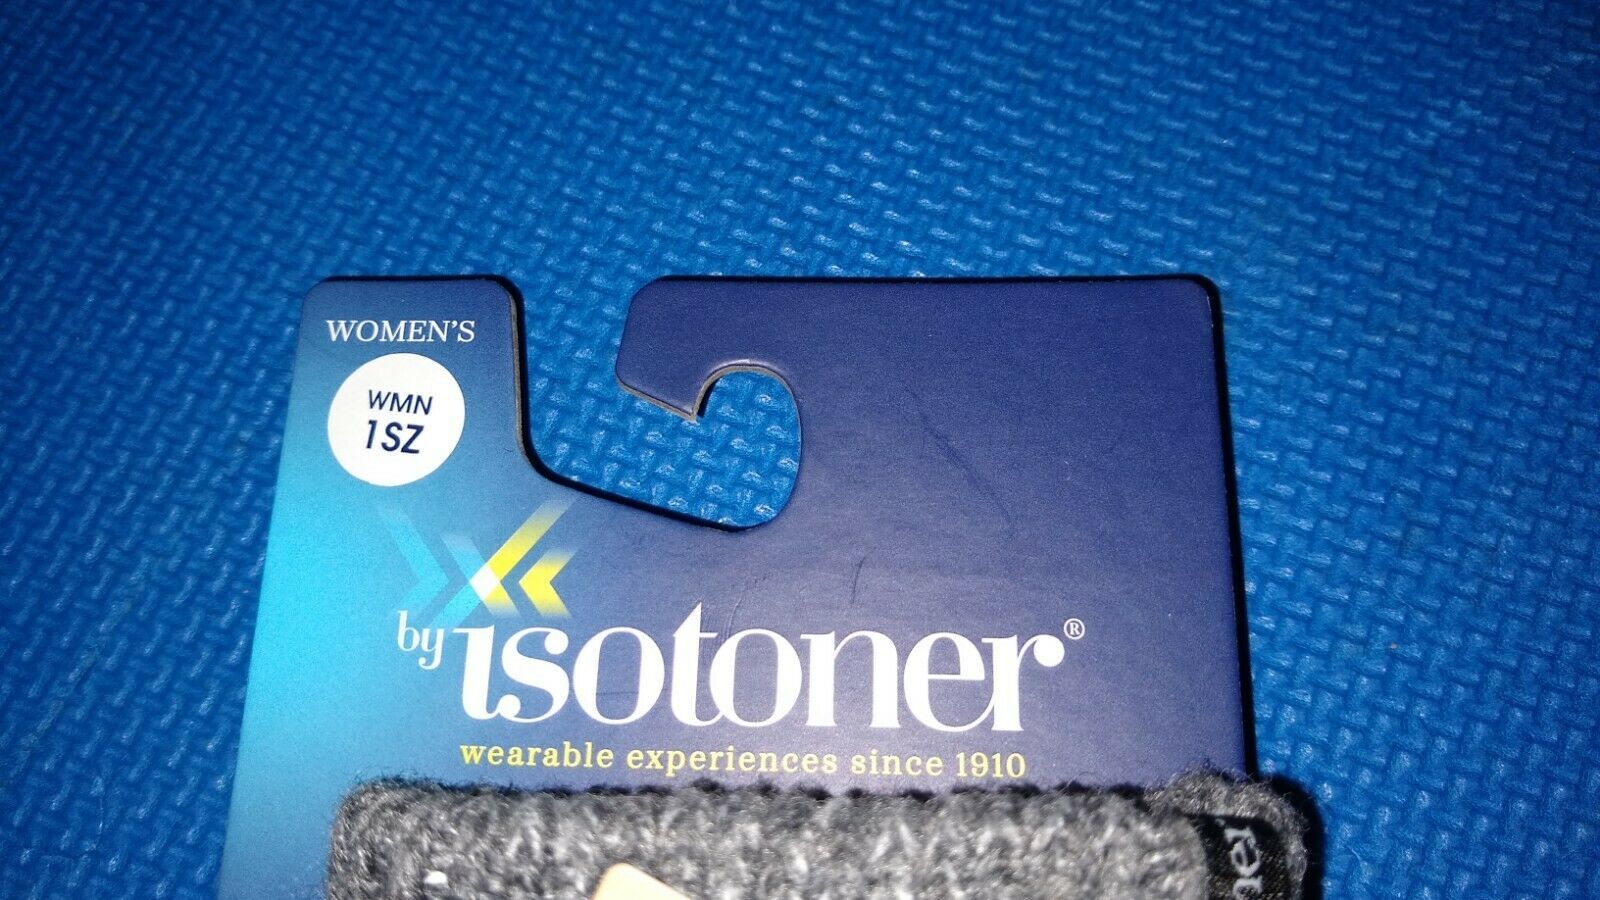 WOMEN'S
WMN
1SZ
by isotoner®
wearable experiences since 1910